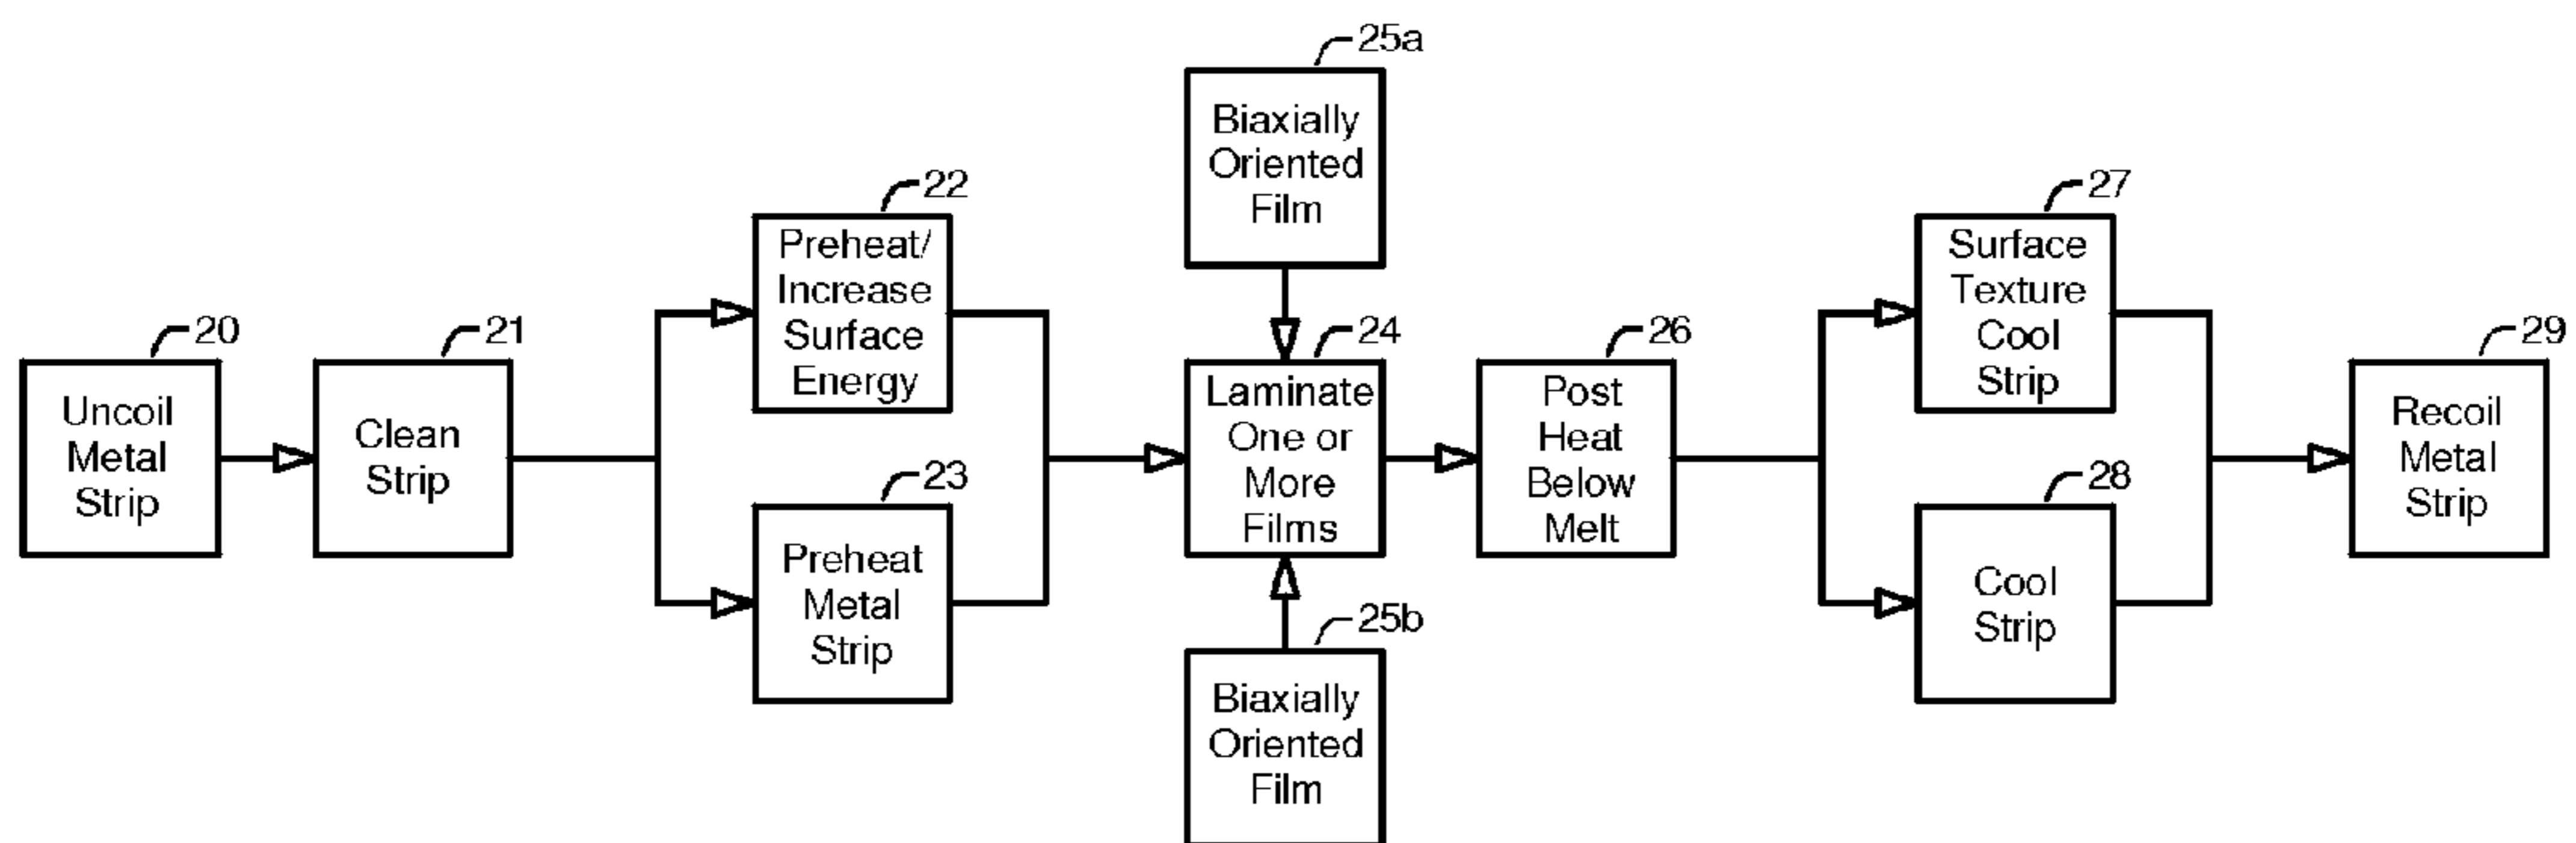 20
Uncoil
Metal
Strip
21
Clean
Strip
22
Preheat/
Increase
Surface
Energy
23
Preheat
Metal
Strip
25a
Biaxially
Oriented
Film
24
Laminate
One or
More
Films
25b
Biaxially
Oriented
Film
26
Post
Heat
Below
Melt
27
Surface
Texture
Cool
Strip
28
Cool
Strip
29
Recoil
Metal
Strip